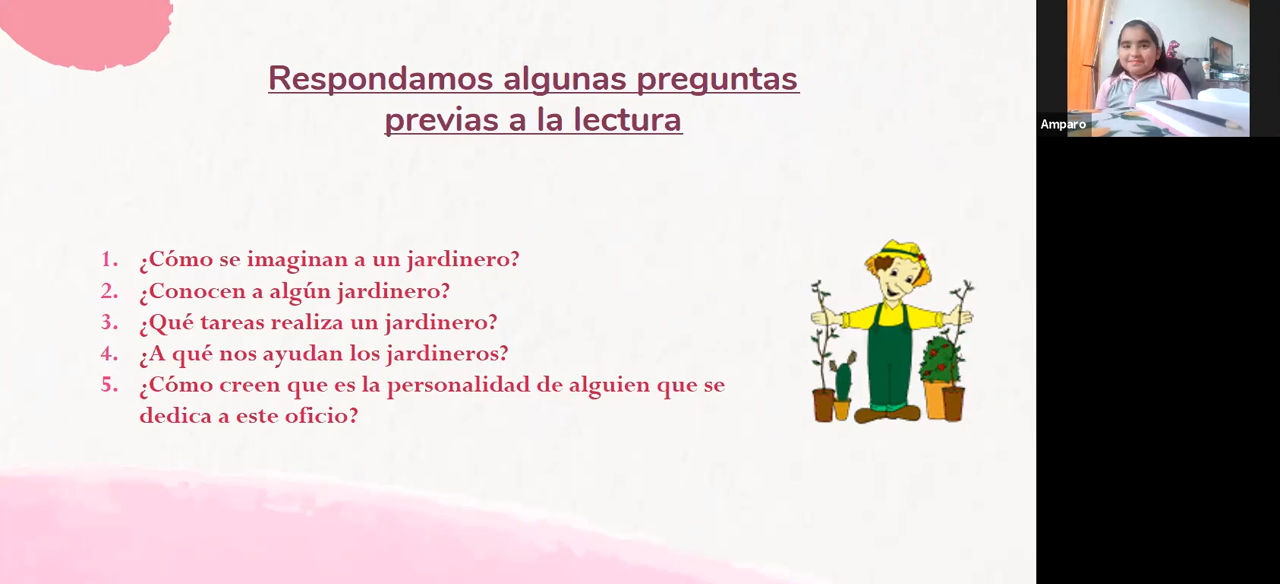 Respondamos algunas preguntas
previas a la lectura
1. ¿Cómo se imaginan a un jardinero?
2. ¿Conocen a algún jardinero?
3. ¿Qué tareas realiza un jardinero?
4. ¿A qué nos ayudan los jardineros?
5. ¿Cómo creen que es la personalidad de alguien que se
dedica a este oficio?
Amparo